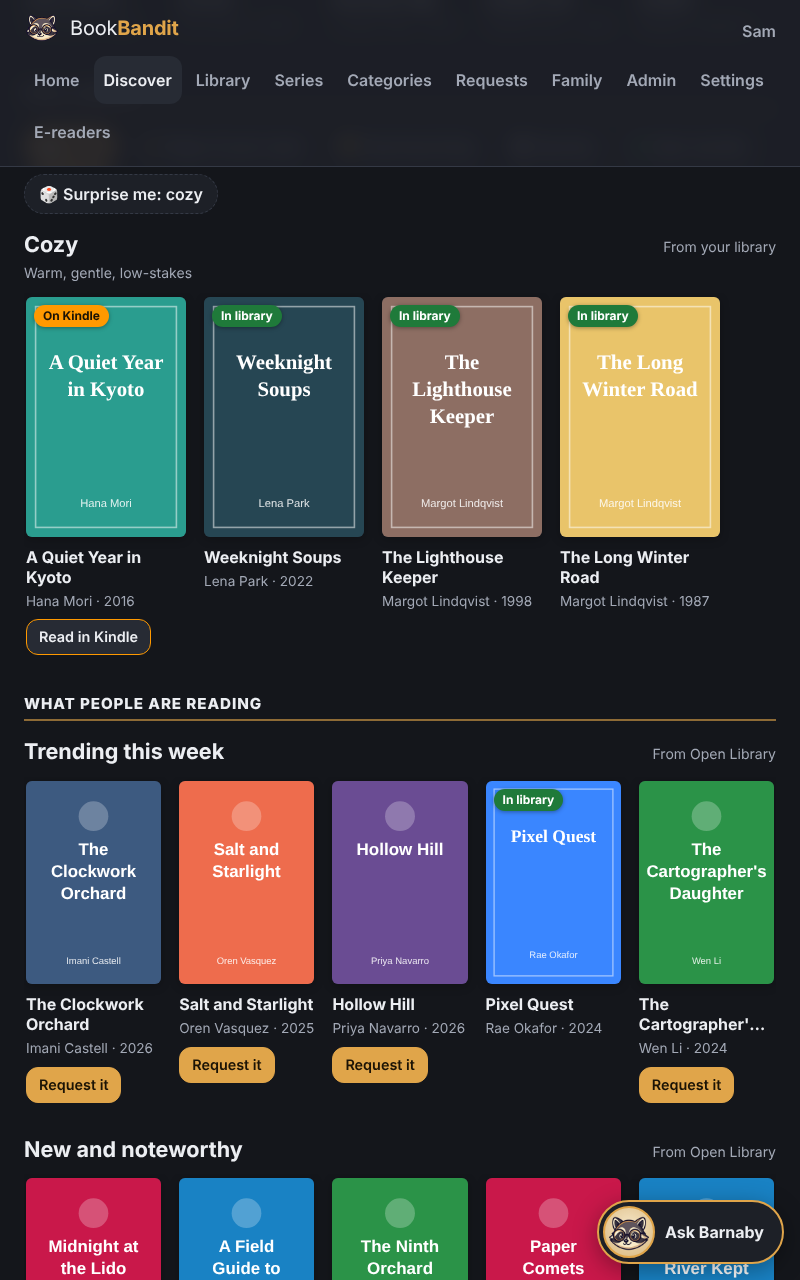 BookBandit
Sam
Home Discover Library Series Categories Requests Family Admin Settings
E-readers
🎲 Surprise me: cozy
Cozy
From your library
Warm, gentle, low-stakes
On Kindle
A Quiet Year
in Kyoto
Hana Mori
In library
Weeknight
Soups
Lena Park
In library
The
Lighthouse
Keeper
Margot Lindqvist
In library
The Long
Winter Road
Margot Lindqvist
A Quiet Year in
Kyoto
Hana Mori · 2016
Read in Kindle
Weeknight Soups
Lena Park · 2022
The Lighthouse
Keeper
Margot Lindqvist · 1998
The Long Winter
Road
Margot Lindqvist · 1987
WHAT PEOPLE ARE READING
Trending this week
From Open Library
The
Clockwork
Orchard
Imani Castell
Salt and
Starlight
Oren Vasquez
Hollow Hill
Priya Navarro
In library
Pixel Quest
Rae Okafor
The
Cartographer's
Daughter
Wen Li
The Clockwork
Orchard
Imani Castell · 2026
Request it
Salt and Starlight
Oren Vasquez · 2025
Request it
Hollow Hill
Priya Navarro · 2026
Request it
Pixel Quest
Rae Okafor · 2024
The
Cartographer'...
Wen Li · 2024
Request it
New and noteworthy
From Open Library
Midnight at
the Lido
A Field
Guide to
The Ninth
Orchard
Paper
Comets
River Kept
Ask Barnaby